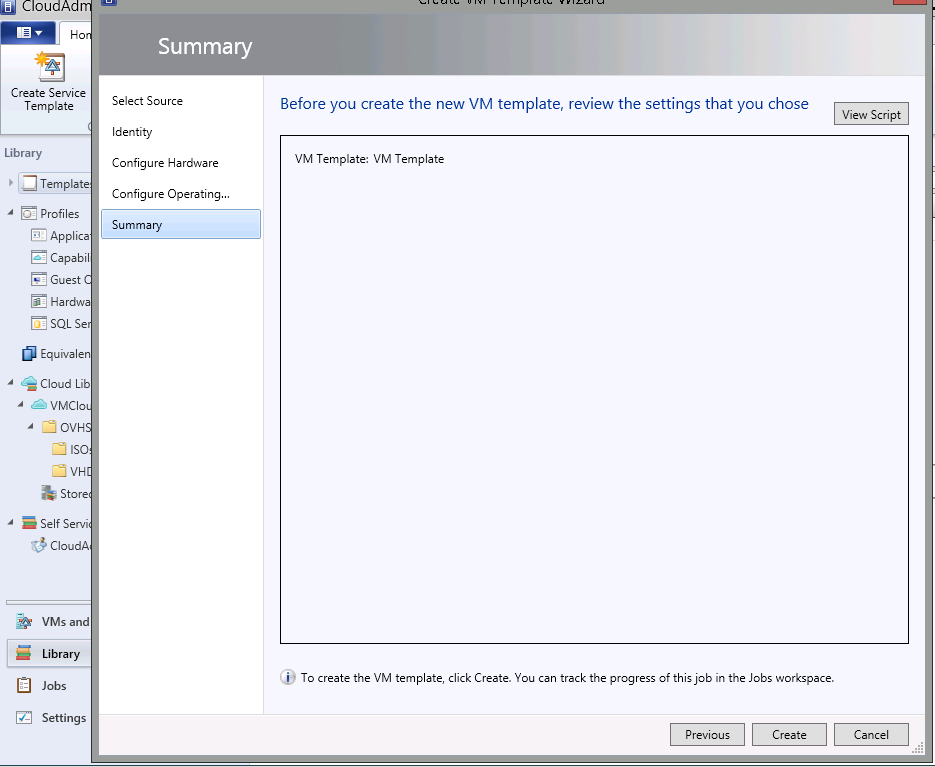 CloudAdm
Create VM Template Wizard
Hom
Create Service
Template
Library
Templates
Profiles
Applicat
Capabili
Guest O
Hardwa
SQL Ser
Equivalen
Cloud Lib
VMClou
OVHS
ISOs
VHD
Stored
Self Servic
CloudAd
VMs and
Library
Jobs
Settings
Summary
Select Source
Identity
Configure Hardware
Configure Operating...
Summary
Before you create the new VM template, review the settings that you chose
View Script
VM Template: VM Template
To create the VM template, click Create. You can track the progress of this job in the Jobs workspace.
Previous
Create
Cancel